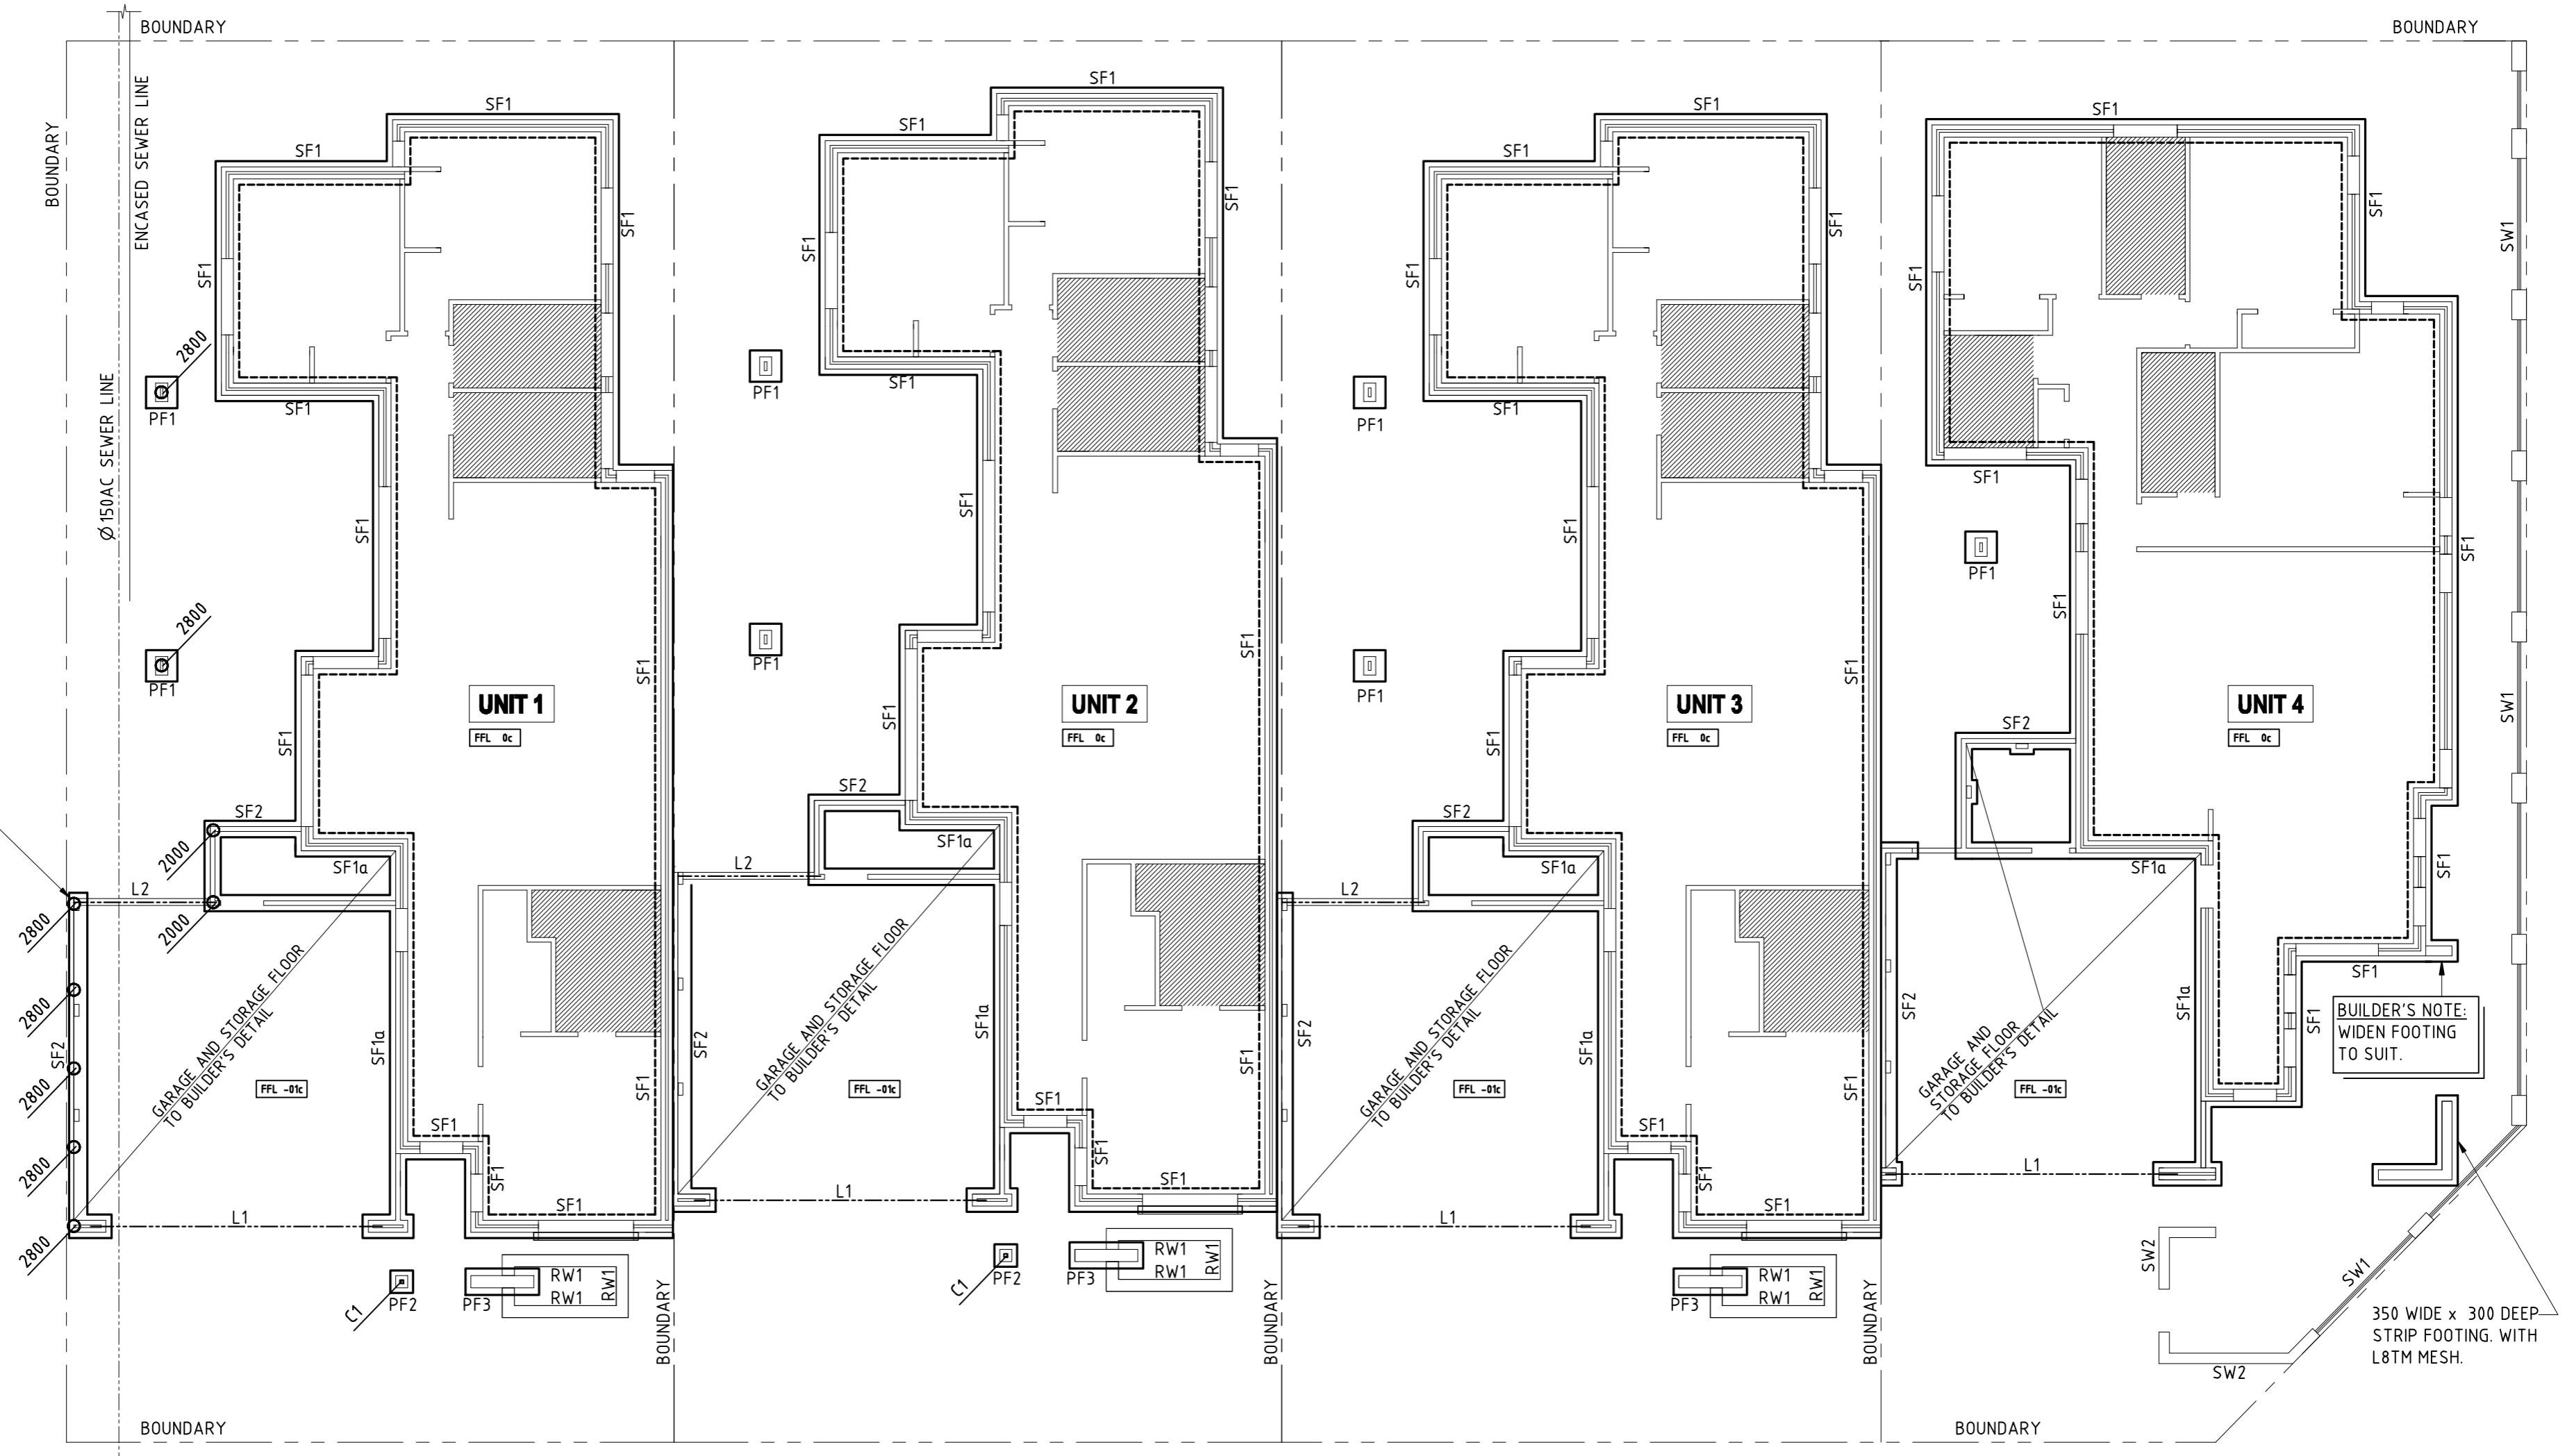 BOUNDARY
BOUNDARY
BOUNDARY
ENCASED SEWER LINE
Ø150AC SEWER LINE
SF1
SF1
SF1
SF1
SF1
SF1
SF1
SF1
2800
PF1
2800
PF1
UNIT 1
FFL 0c
SF2
SF1a
2000
2000
L2
2800
2800
2800
2800
2800
SF2
GARAGE AND STORAGE FLOOR
TO BUILDER'S DETAIL
SF1a
FFL -01c
SF1
SF1
SF1
SF1
L1
C1
PF2
PF3
RW1
RW1
RW1
BOUNDARY
BOUNDARY
SF1
SF1
SF1
SF1
SF1
SF1
SF1
SF1
PF1
PF1
UNIT 2
FFL 0c
SF2
SF1a
L2
SF2
GARAGE AND STORAGE FLOOR
TO BUILDER'S DETAIL
SF1a
FFL -01c
SF1
SF1
SF1
SF1
L1
C1
PF2
PF3
RW1
RW1
RW1
BOUNDARY
SF1
SF1
SF1
SF1
SF1
SF1
SF1
SF1
PF1
PF1
UNIT 3
FFL 0c
SF2
SF1a
L2
SF2
GARAGE AND STORAGE FLOOR
TO BUILDER'S DETAIL
SF1a
FFL -01c
SF1
SF1
SF1
SF1
L1
PF3
RW1
RW1
RW1
BOUNDARY
SF1
SF1
SF1
SF1
SF1
SF1
PF1
UNIT 4
FFL 0c
SF2
SF1a
SF2
GARAGE AND
STORAGE FLOOR
TO BUILDER'S DETAIL
SF1a
FFL -01c
SF1
SF1
SF1
L1
BUILDER'S NOTE:
WIDEN FOOTING
TO SUIT.
SW1
SW1
SW1
SW2
SW2
350 WIDE x 300 DEEP
STRIP FOOTING. WITH
L8TM MESH.
BOUNDARY